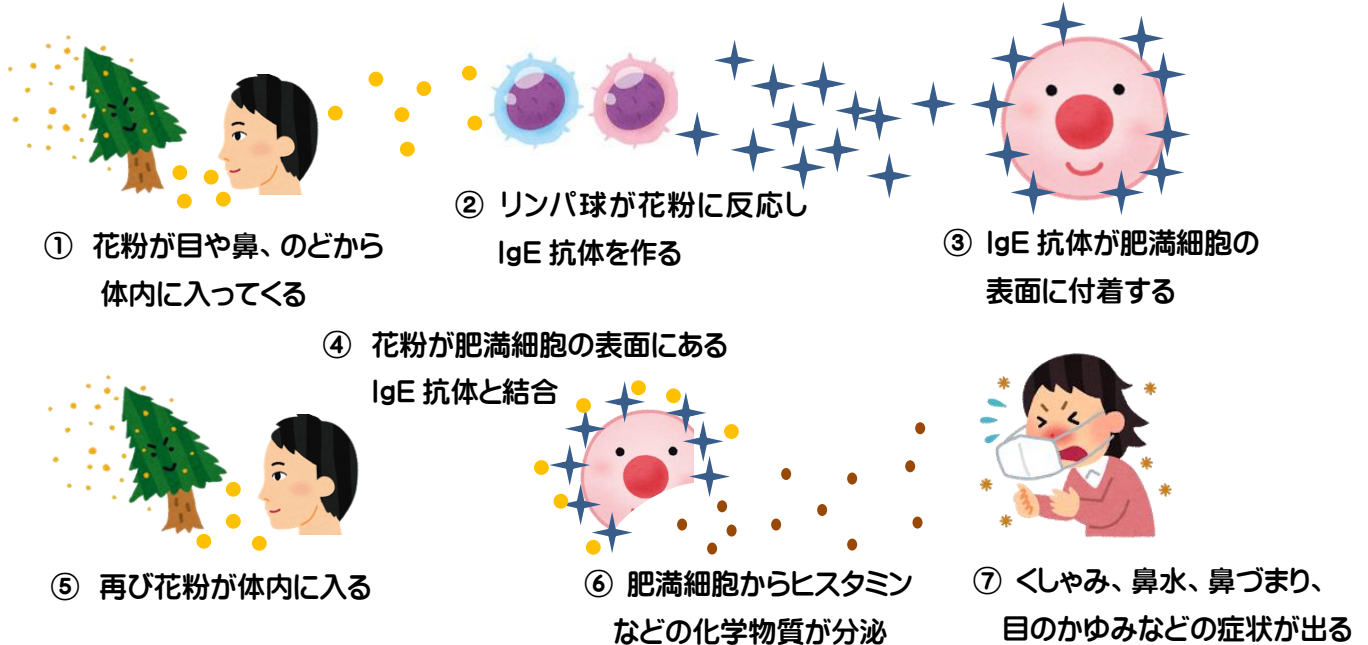 ① 花粉が目や鼻、のどから
体内に入ってくる
② リンパ球が花粉に反応し
IgE 抗体を作る
③ IgE 抗体が肥満細胞の
表面に付着する
④ 花粉が肥満細胞の表面にある
IgE 抗体と結合
⑤ 再び花粉が体内に入る
⑥ 肥満細胞からヒスタミン
などの化学物質が分泌
⑦ くしゃみ、鼻水、鼻づまり、
目のかゆみなどの症状が出る